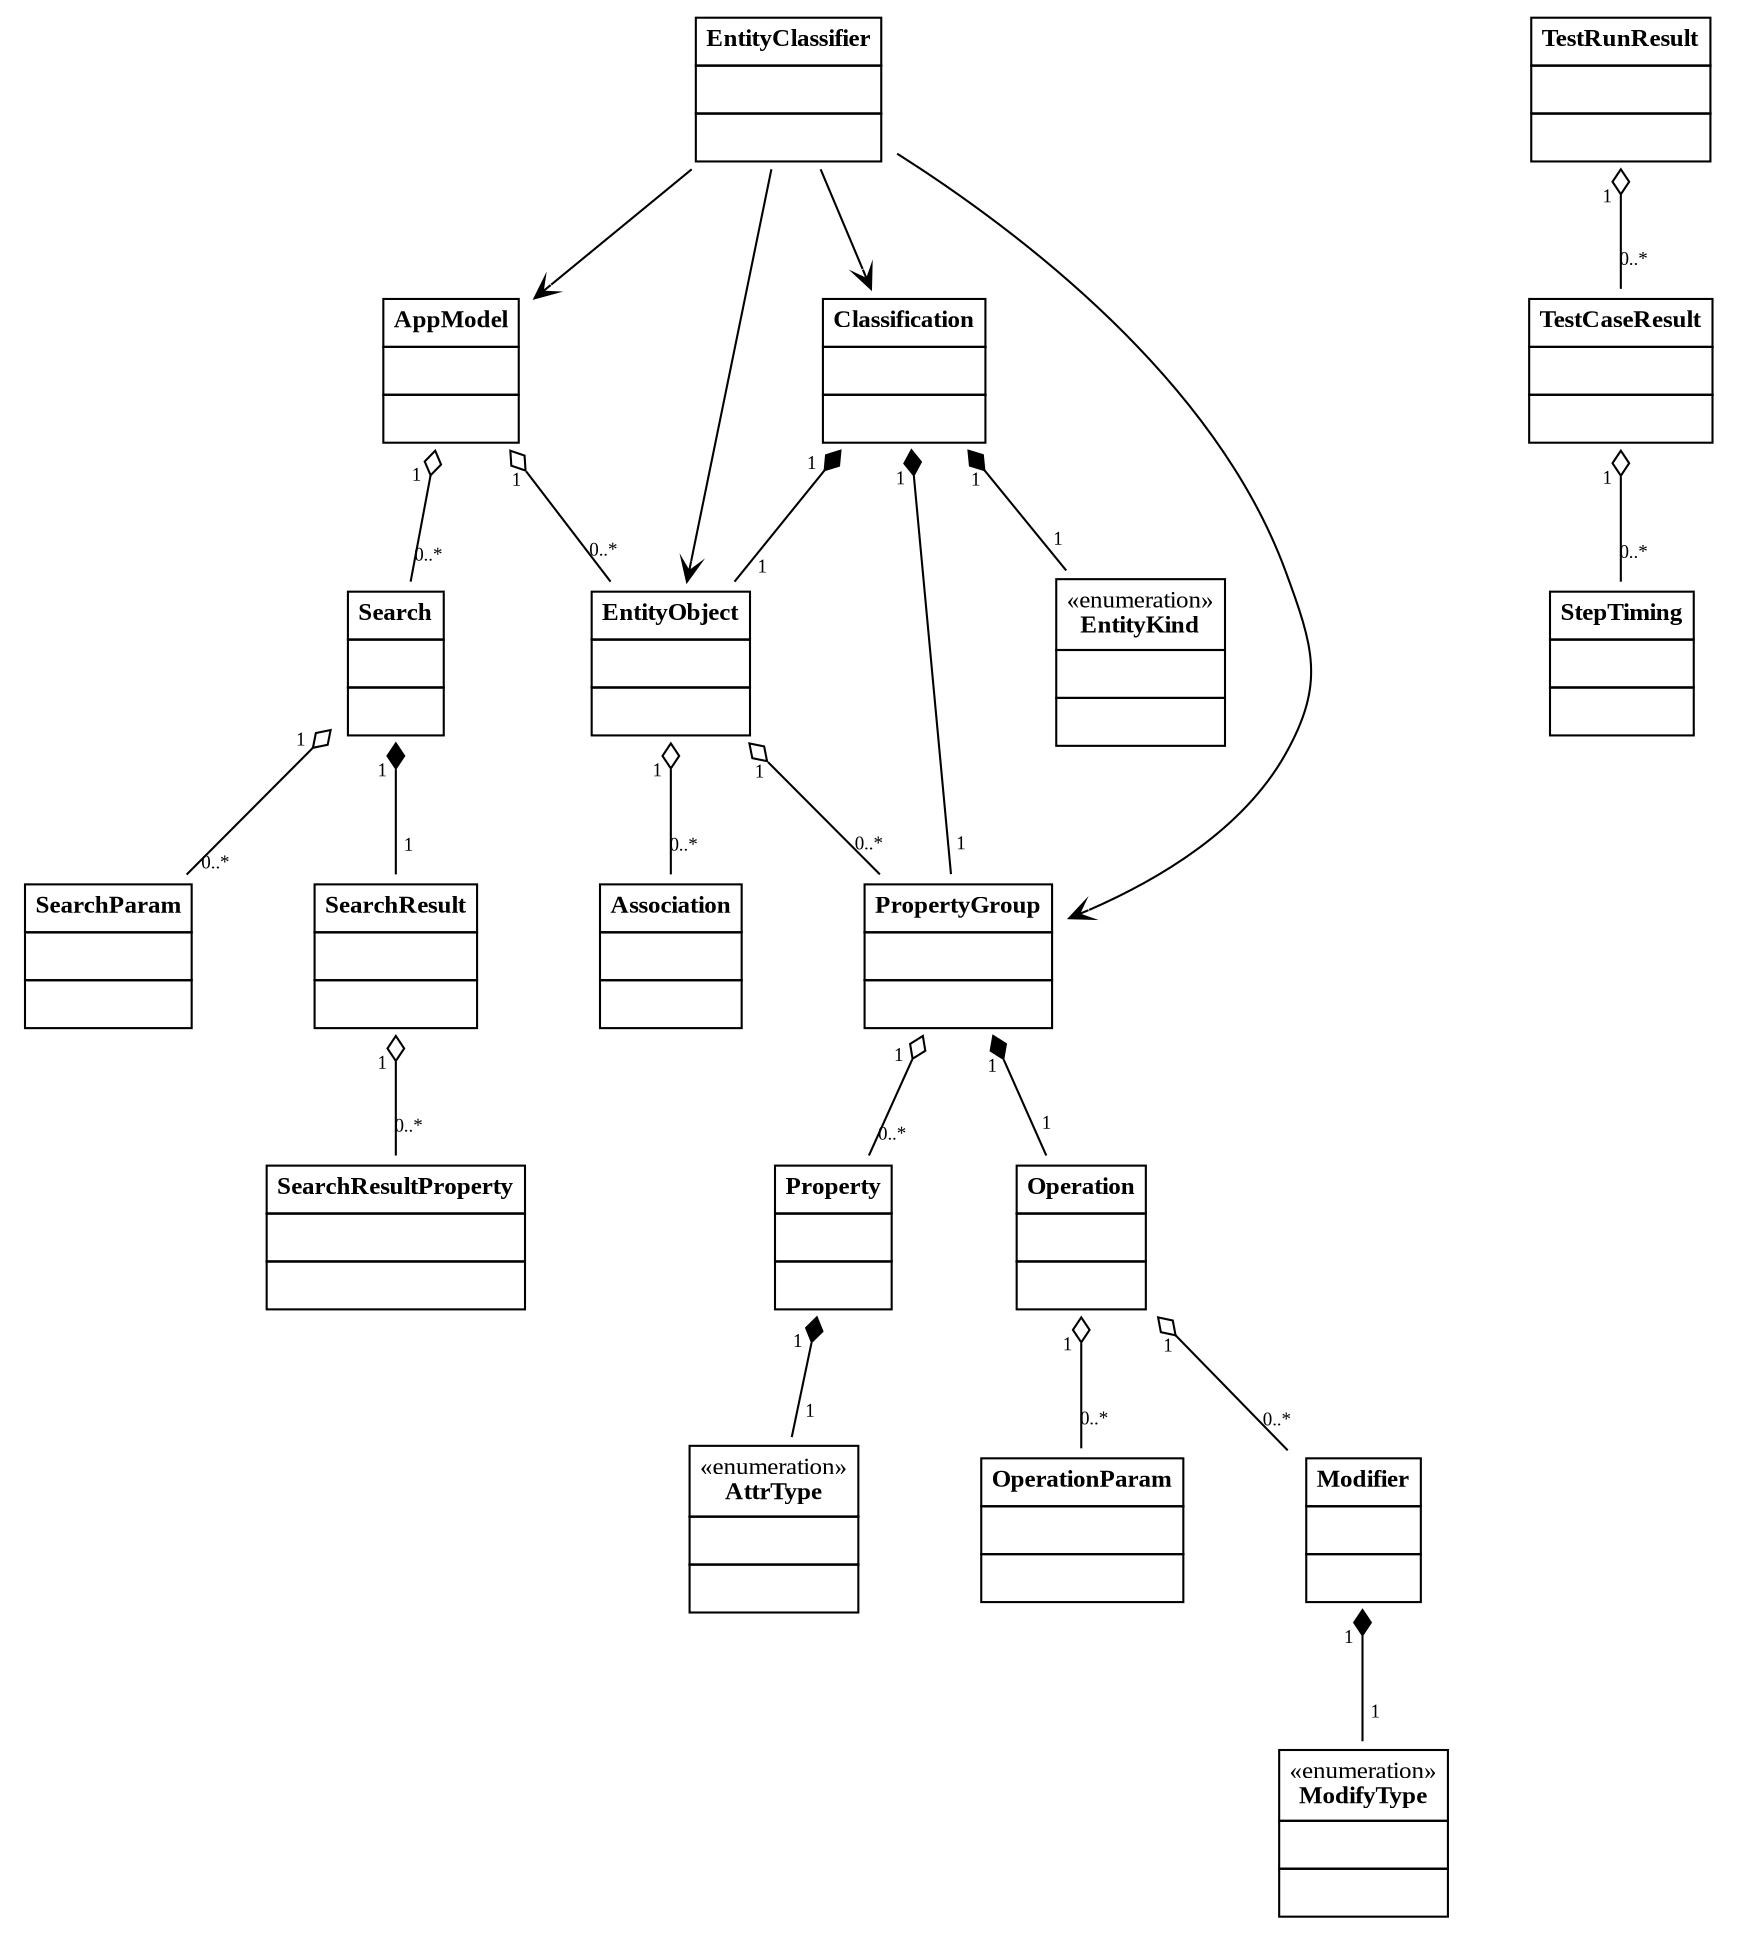 EntityClassifier
TestRunResult
1
0..*
AppModel
Classification
TestCaseResult
1
1
1
1
1
1
0..*
0..*
1
1
0..*
Search
EntityObject
«enumeration»
EntityKind
StepTiming
1
1
1
1
0..*
1
0..*
0..*
1
SearchParam
SearchResult
Association
PropertyGroup
1
1
1
0..*
0..*
1
SearchResultProperty
Property
Operation
1
1
1
1
0..*
0..*
«enumeration»
AttrType
OperationParam
Modifier
1
1
«enumeration»
ModifyType